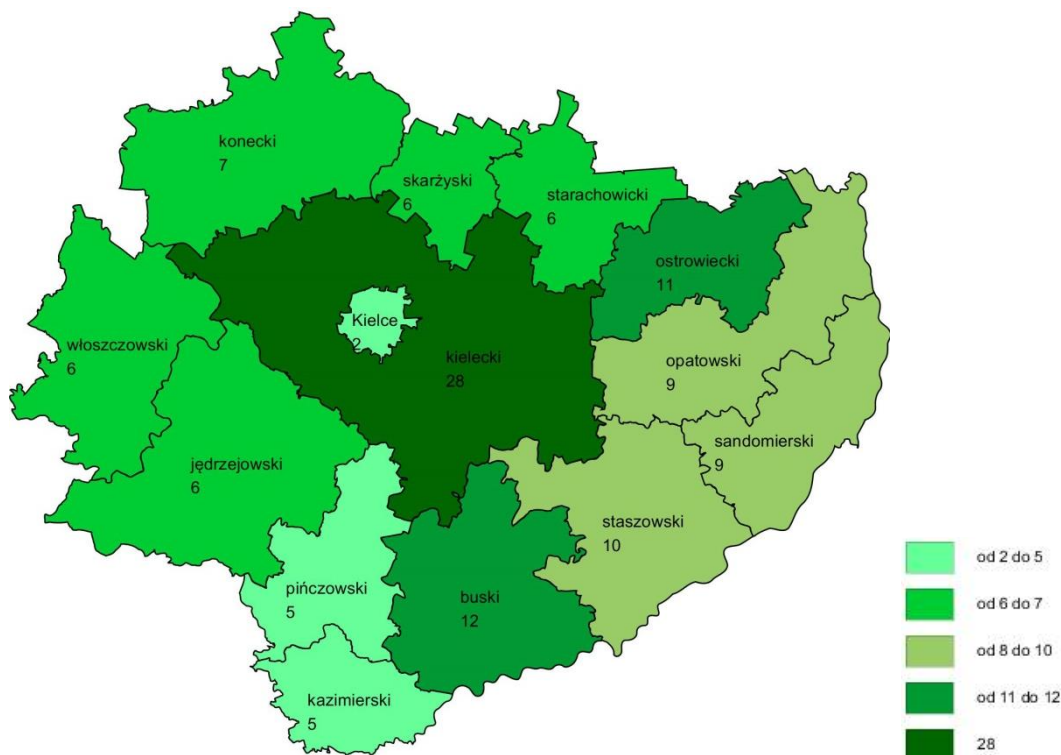 konecki
7
skarżyski
6
starachowicki
6
ostrowiecki
11
Kielce
2
włoszczowski
6
kielecki
28
opatowski
9
sandomierski
9
jędrzejowski
6
staszowski
10
pińczowski
5
buski
12
kazimierski
5
od 2 do 5
od 6 do 7
od 8 do 10
od 11 do 12
28